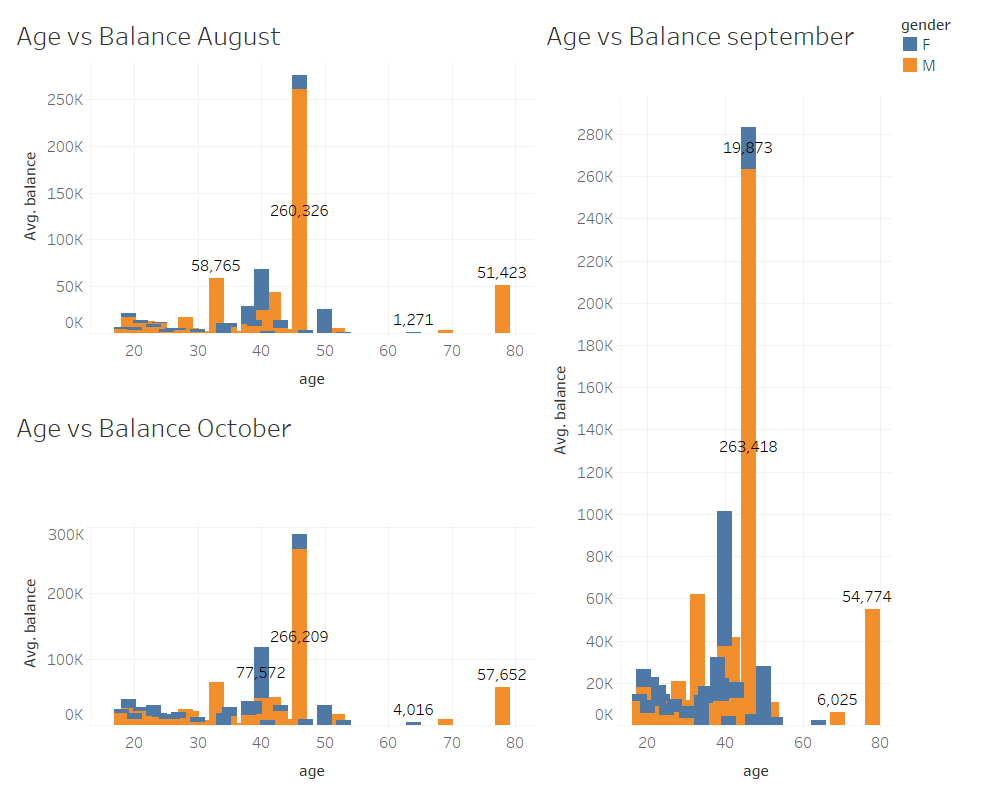 Age vs Balance August
Avg. balance
250K
200K
150K
100K
50K
0K
260,326
58,765
51,423
1,271
20 30 40 50 60 70 80
age
Age vs Balance October
Avg. balance
300K
200K
100K
0K
266,209
77,572
57,652
4,016
20 30 40 50 60 70 80
age
Age vs Balance september
Avg. balance
280K
260K
240K
220K
200K
180K
160K
140K
120K
100K
80K
60K
40K
20K
0K
19,873
263,418
54,774
6,025
20 40 60 80
age
gender
F
M